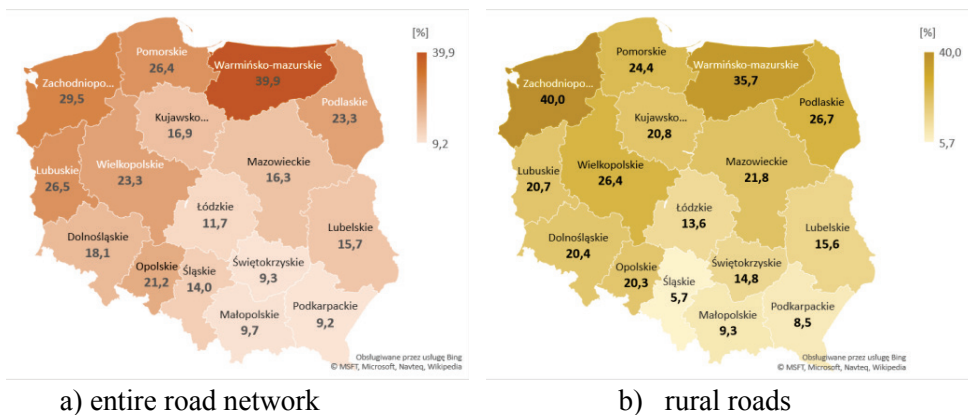 [%]
39,9
9,2
Pomorskie
26,4
Warmińsko-mazurskie
39,9
Zachodniopo...
29,5
Podlaskie
23,3
Kujawsko...
16,9
Mazowieckie
16,3
Wielkopolskie
23,3
Lubuskie
26,5
Łódzkie
11,7
Lubelskie
15,7
Dolnośląskie
18,1
Opolskie
21,2
Śląskie
14,0
Świętokrzyskie
9,3
Małopolskie
9,7
Podkarpackie
9,2
Obsługiwane przez usługę Bing
© MSFT, Microsoft, Navteq, Wikipedia
a) entire road network
[%]
40,0
5,7
Pomorskie
24,4
Warmińsko-mazurskie
35,7
Zachodniopo...
40,0
Podlaskie
26,7
Kujawsko...
20,8
Mazowieckie
21,8
Wielkopolskie
26,4
Lubuskie
20,7
Łódzkie
13,6
Lubelskie
15,6
Dolnośląskie
20,4
Opolskie
20,3
Śląskie
5,7
Świętokrzyskie
14,8
Małopolskie
9,3
Podkarpackie
8,5
Obsługiwane przez usługę Bing
© MSFT, Microsoft, Navteq, Wikipedia
b) rural roads